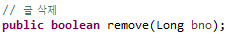 // 글 삭제
public boolean remove(Long bno);